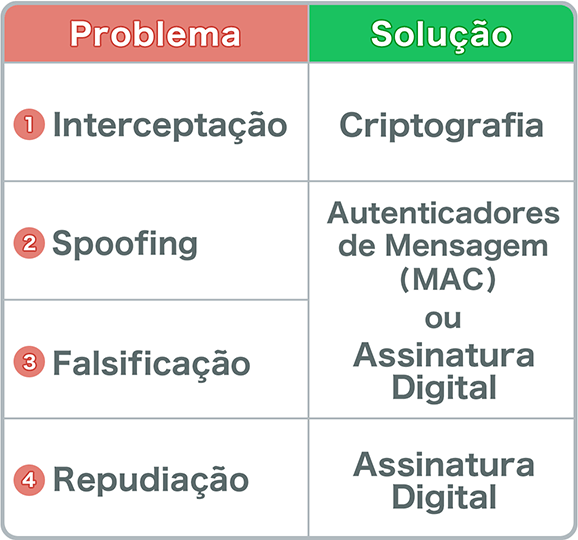 Problema
Solução
1 Interceptação
Criptografia
2 Spoofing
Autenticadores
de Mensagem
(MAC)
ou
Assinatura
Digital
3 Falsificação
4 Repudiação
Assinatura
Digital